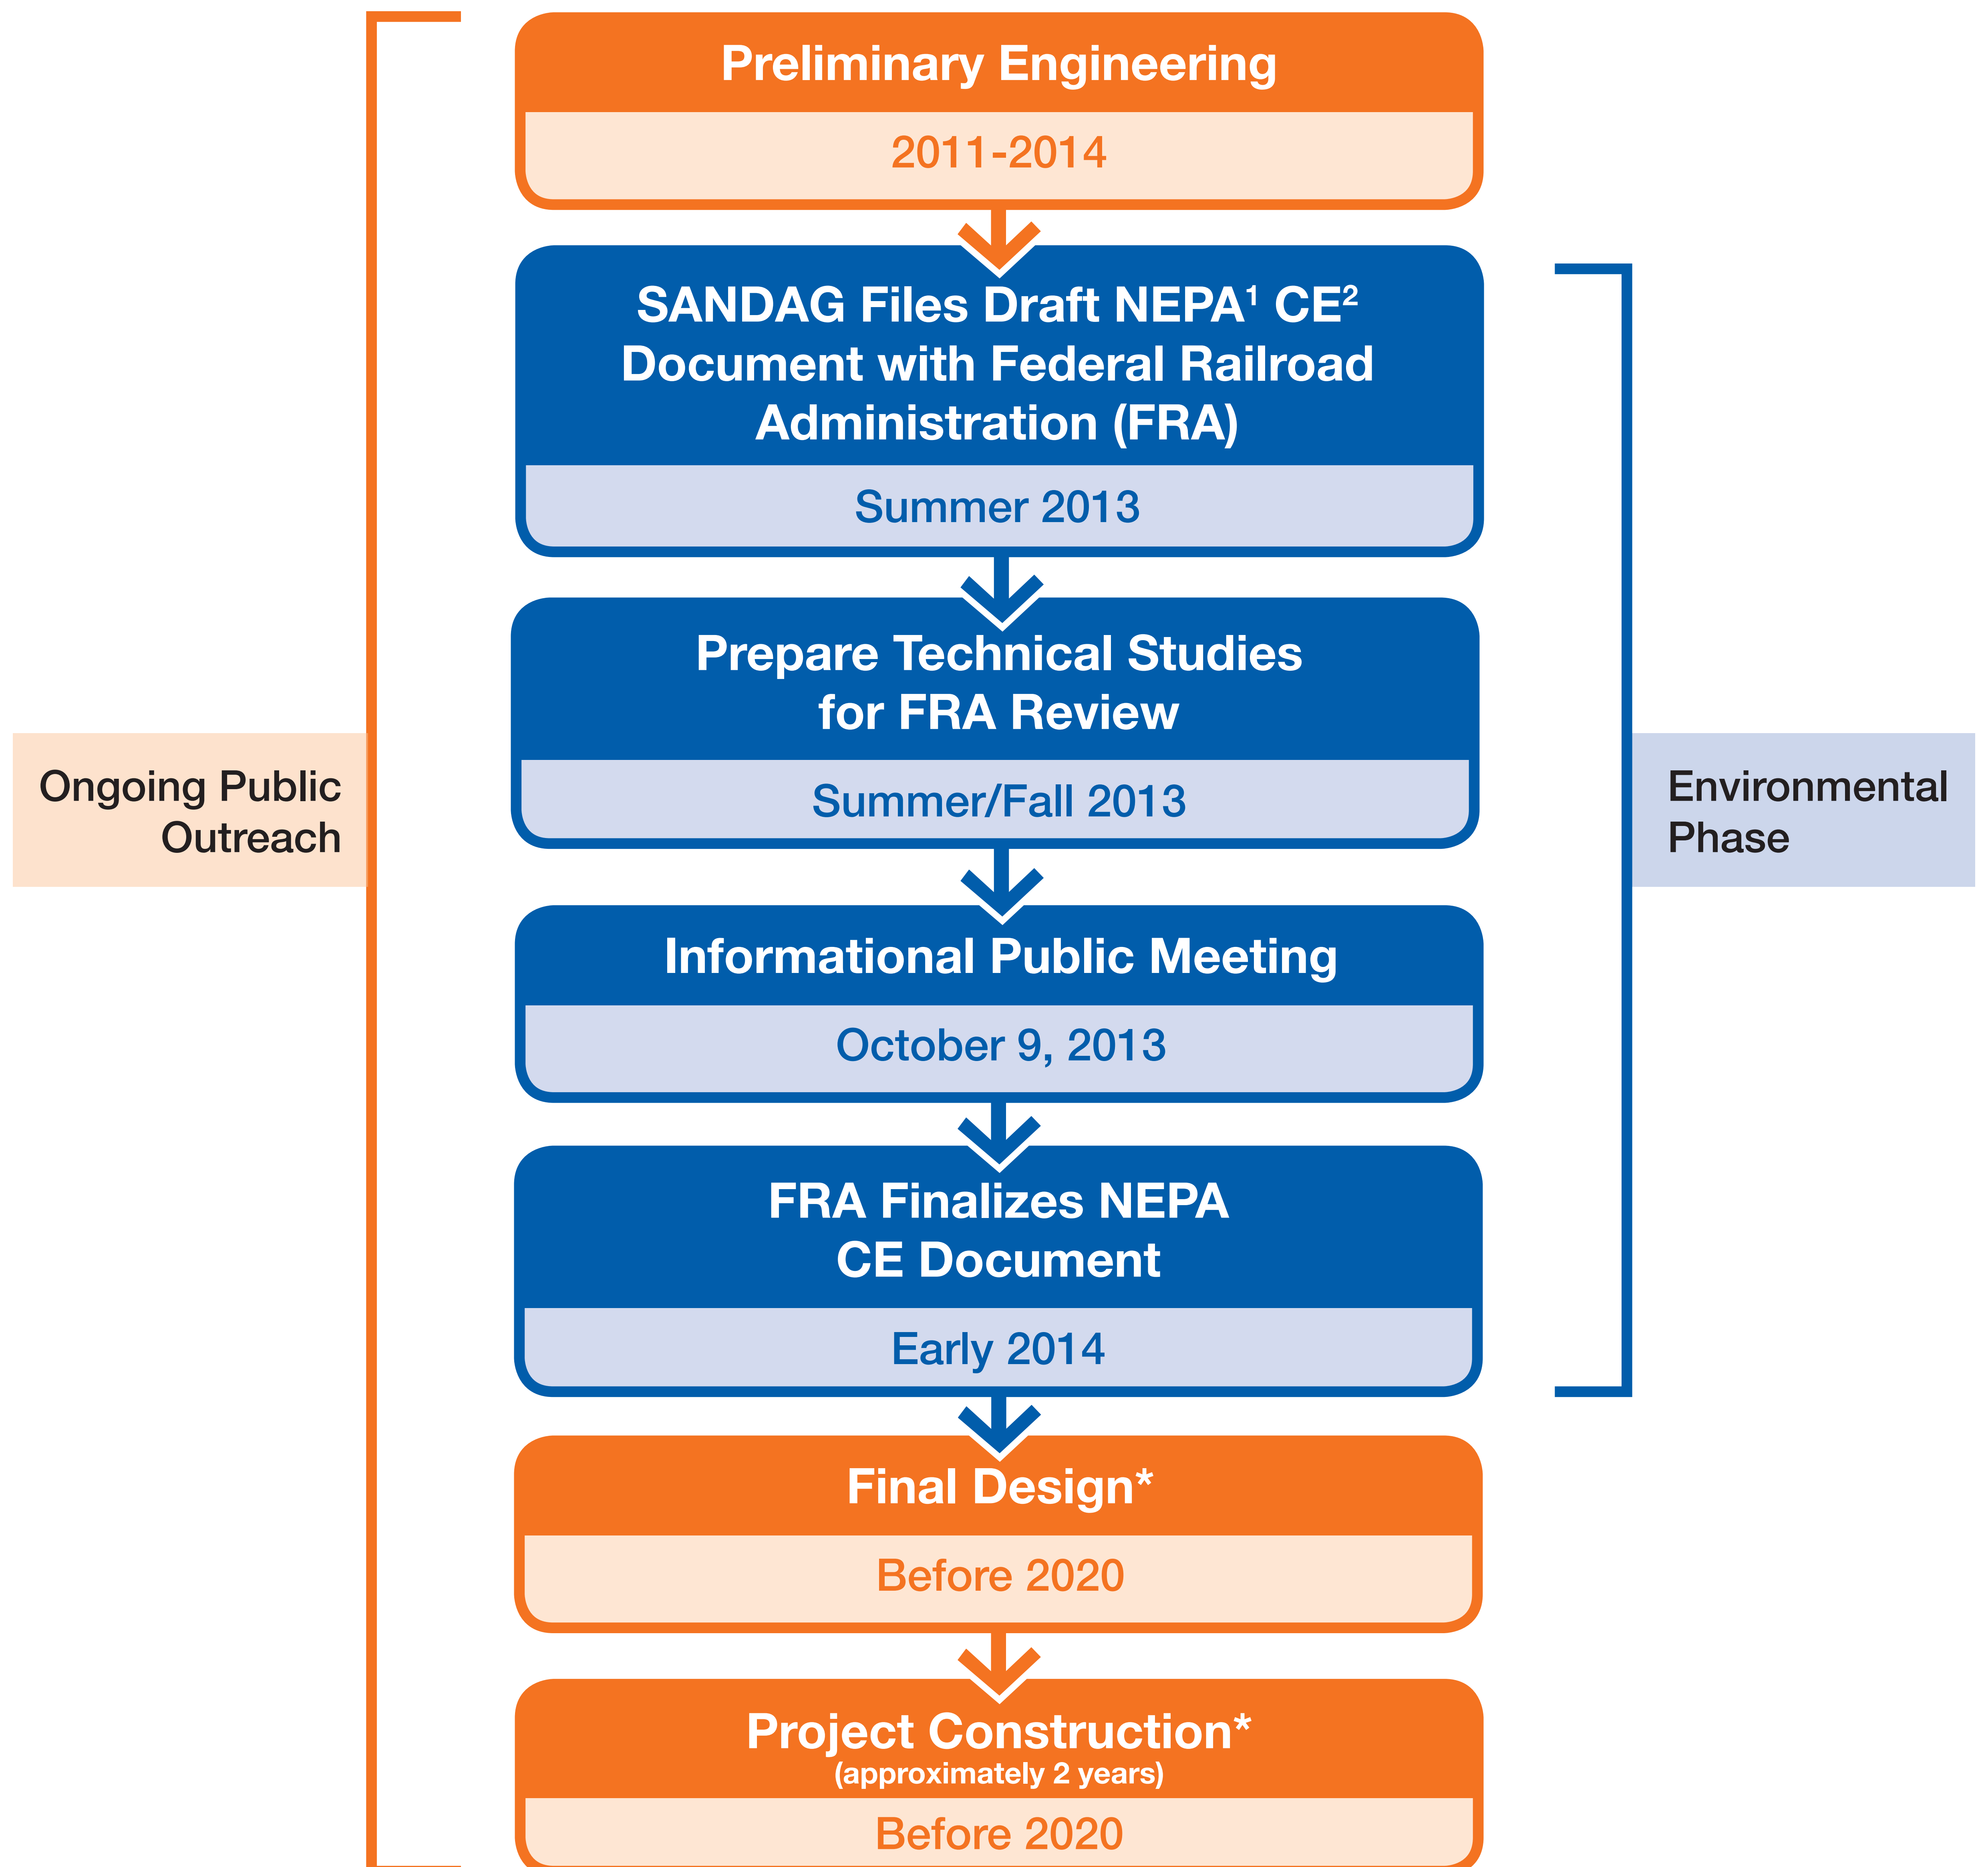 Preliminary Engineering
2011-2014
SANDAG Files Draft NEPA¹ CE²
Document with Federal Railroad
Administration (FRA)
Summer 2013
Prepare Technical Studies
for FRA Review
Summer/Fall 2013
Ongoing Public
Outreach
Environmental
Phase
Informational Public Meeting
October 9, 2013
FRA Finalizes NEPA
CE Document
Early 2014
Final Design*
Before 2020
Project Construction*
(approximately 2 years)
Before 2020